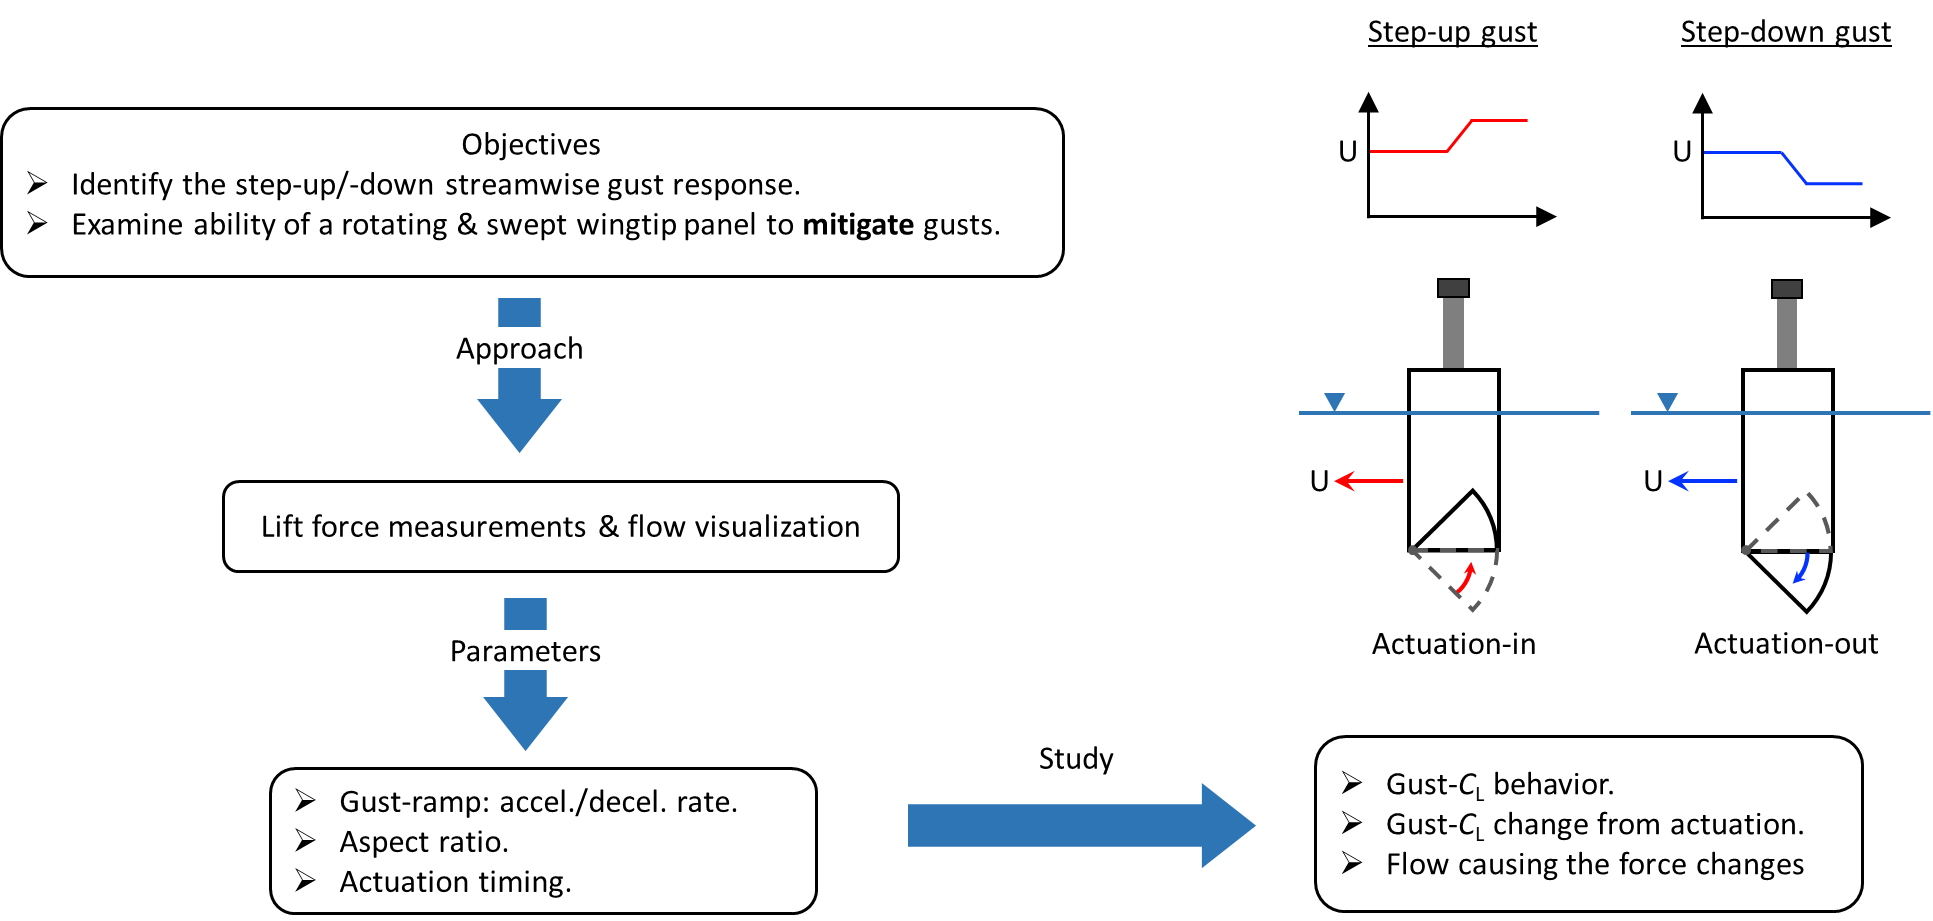 Objectives
➢ Identify the step-up/-down streamwise gust response.
➢ Examine ability of a rotating & swept wingtip panel to mitigate gusts.
Approach
Lift force measurements & flow visualization
Parameters
➢ Gust-ramp: accel./decel. rate.
➢ Aspect ratio.
➢ Actuation timing.
Study
Step-up gust
Step-down gust
U
U
U
U
Actuation-in
Actuation-out
➢ Gust-CL behavior.
➢ Gust-CL change from actuation.
➢ Flow causing the force changes